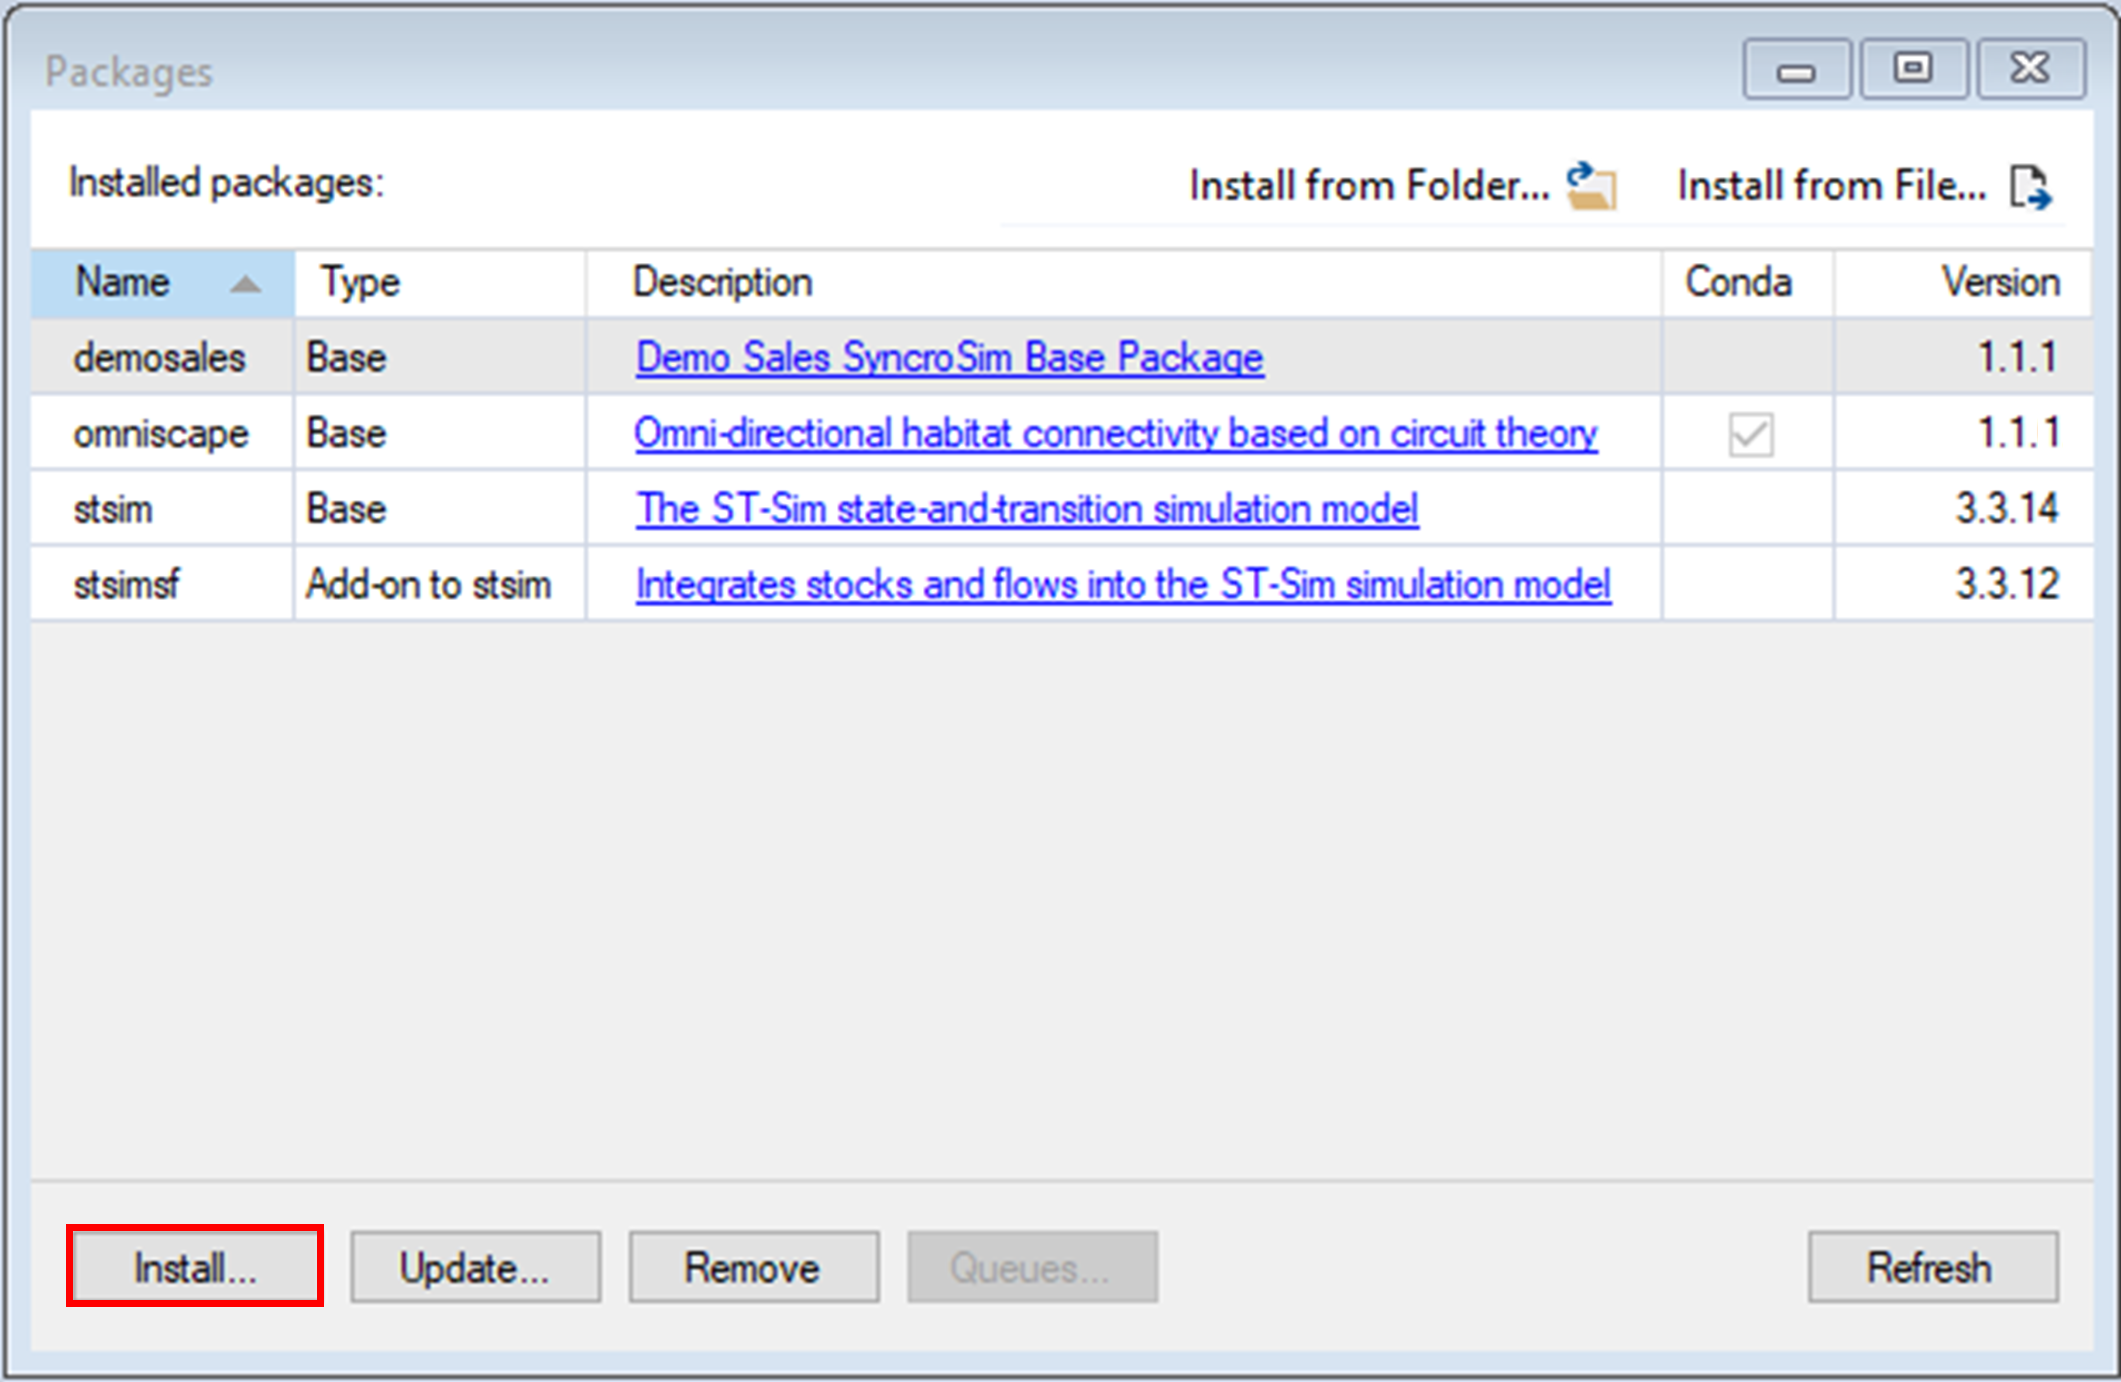 Packages
Installed packages: Install from Folder... Install from File...
Name Type Description Conda Version
demosales Base Demo Sales SyncroSim Base Package 1.1.1
omniscape Base Omni-directional habitat connectivity based on circuit theory 1.1.1
stsim Base The ST-Sim state-and-transition simulation model 3.3.14
stsimsf Add-on to stsim Integrates stocks and flows into the ST-Sim simulation model 3.3.12
Install... Update... Remove Queues... Refresh